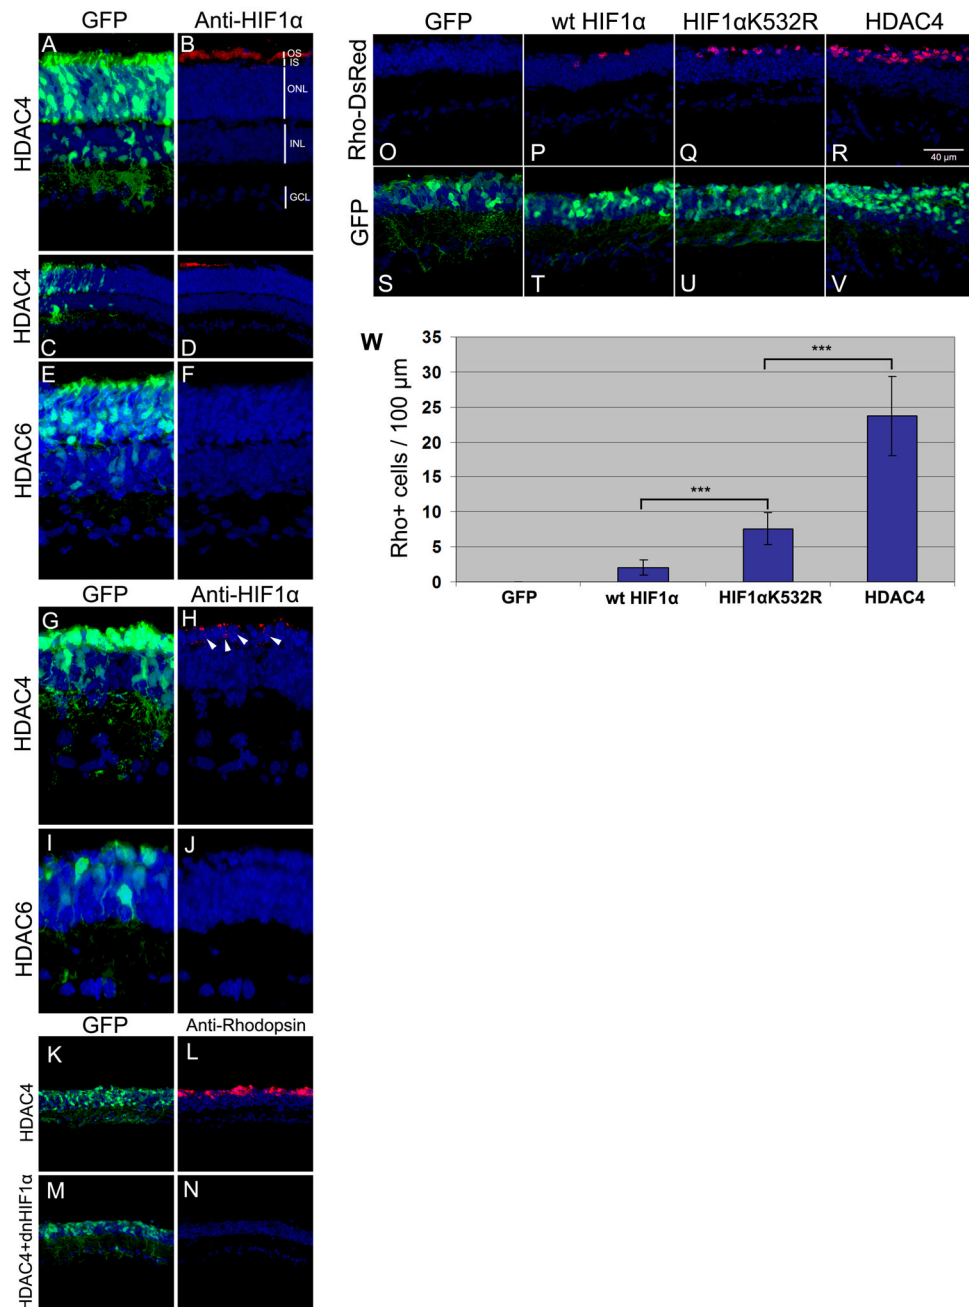 GFP Anti-HIF1α
HDAC4
A
B
OS
IS
ONL
INL
GCL
HDAC4
C
D
HDAC6
E
F
GFP Anti-HIF1α
HDAC4
G
H
HDAC6
I
J
GFP Anti-Rhodopsin
HDAC4
K
L
HDAC4+dnHIF1α
M
N
GFP wt HIF1α HIF1αK532R HDAC4
Rho-DsRed
O
P
Q
R
40 µm
GFP
S
T
U
V
W
Rho+ cells / 100 µm
35
30
25
20
15
10
5
0
***
***
GFP wt HIF1α HIF1αK532R HDAC4